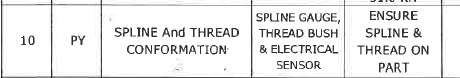 10
PY
SPLINE And THREAD
CONFORMATION
SPLINE GAUGE,
THREAD BUSH
& ELECTRICAL
SENSOR
ENSURE
SPLINE &
THREAD ON
PART